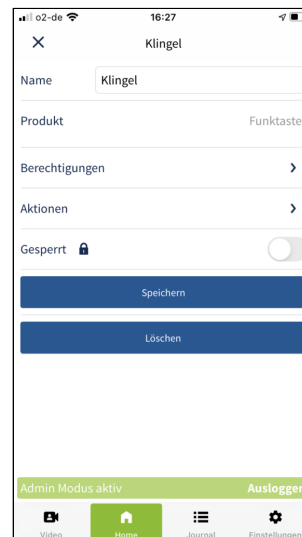 o2-de 16:27
Klingel
Name Klingel
Produkt Funktaste
Berechtigungen
Aktionen
Gesperrt
Speichern
Löschen
Admin Modus aktiv Ausloggen
Video Home Journal Einstellungen